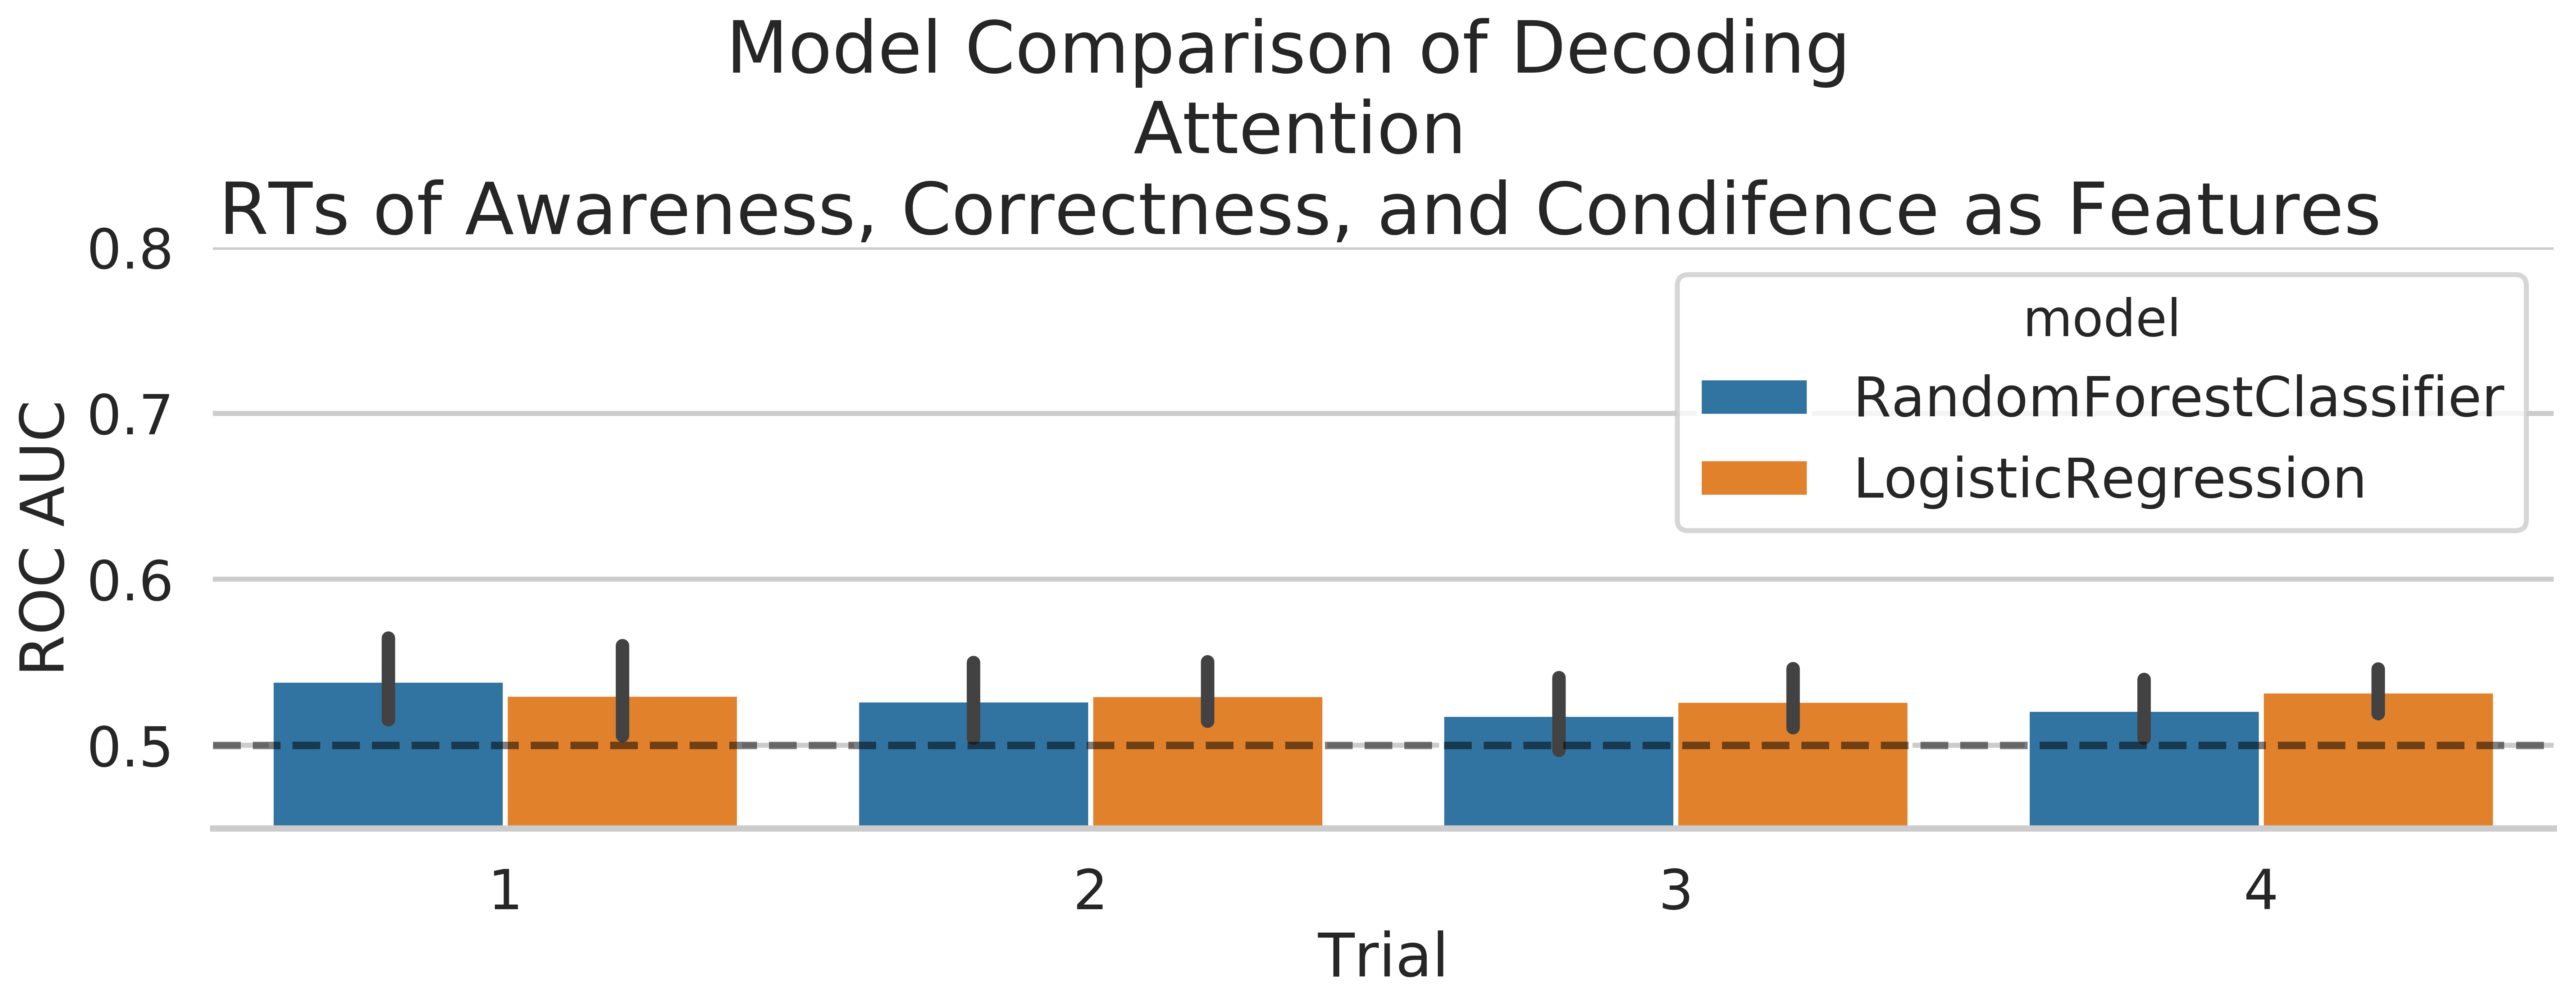 Model Comparison of Decoding
Attention
RTs of Awareness, Correctness, and Condifence as Features
0.8
0.7
0.6
0.5
ROC AUC
model
RandomForestClassifier
LogisticRegression
1
2
3
4
Trial